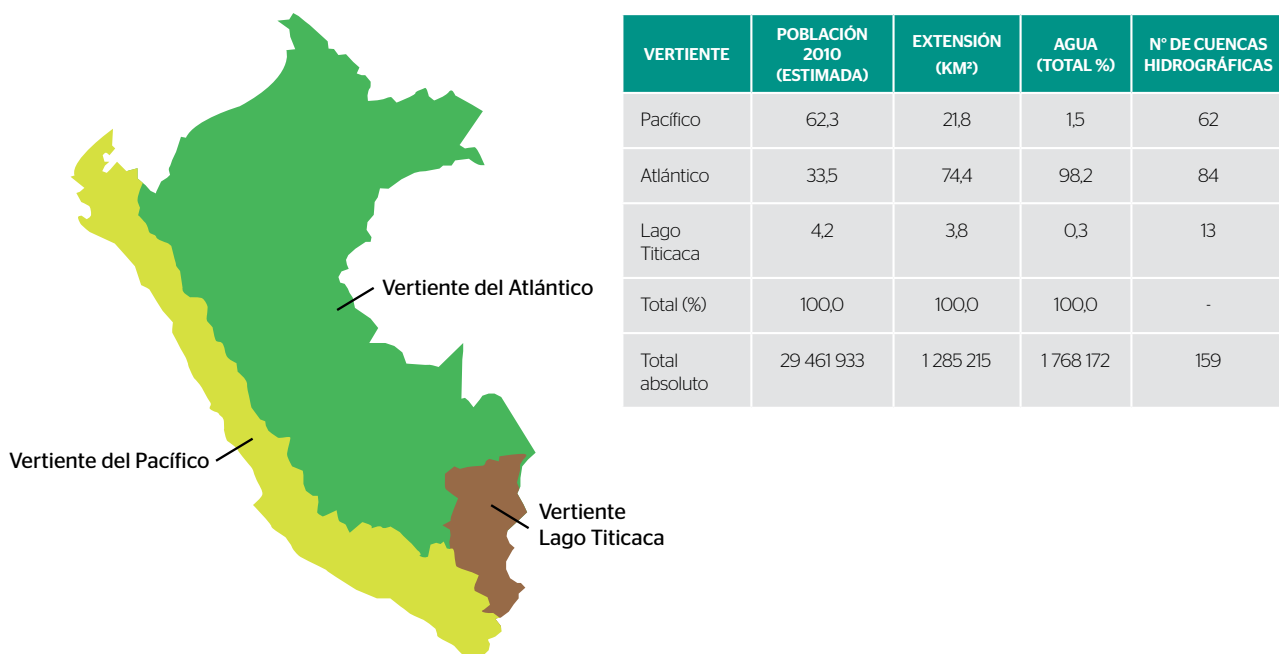 Vertiente del Atlántico
Vertiente del Pacífico
Vertiente
Lago Titicaca
VERTIENTE
POBLACIÓN
2010
(ESTIMADA)
EXTENSIÓN
(KM²)
AGUA
(TOTAL %)
N° DE CUENCAS
HIDROGRÁFICAS
Pacífico 62,3 21,8 1,5 62
Atlántico 33,5 74,4 98,2 84
Lago
Titicaca
4,2 3,8 0,3 13
Total (%) 100,0 100,0 100,0 -
Total
absoluto
29 461 933 1 285 215 1 768 172 159